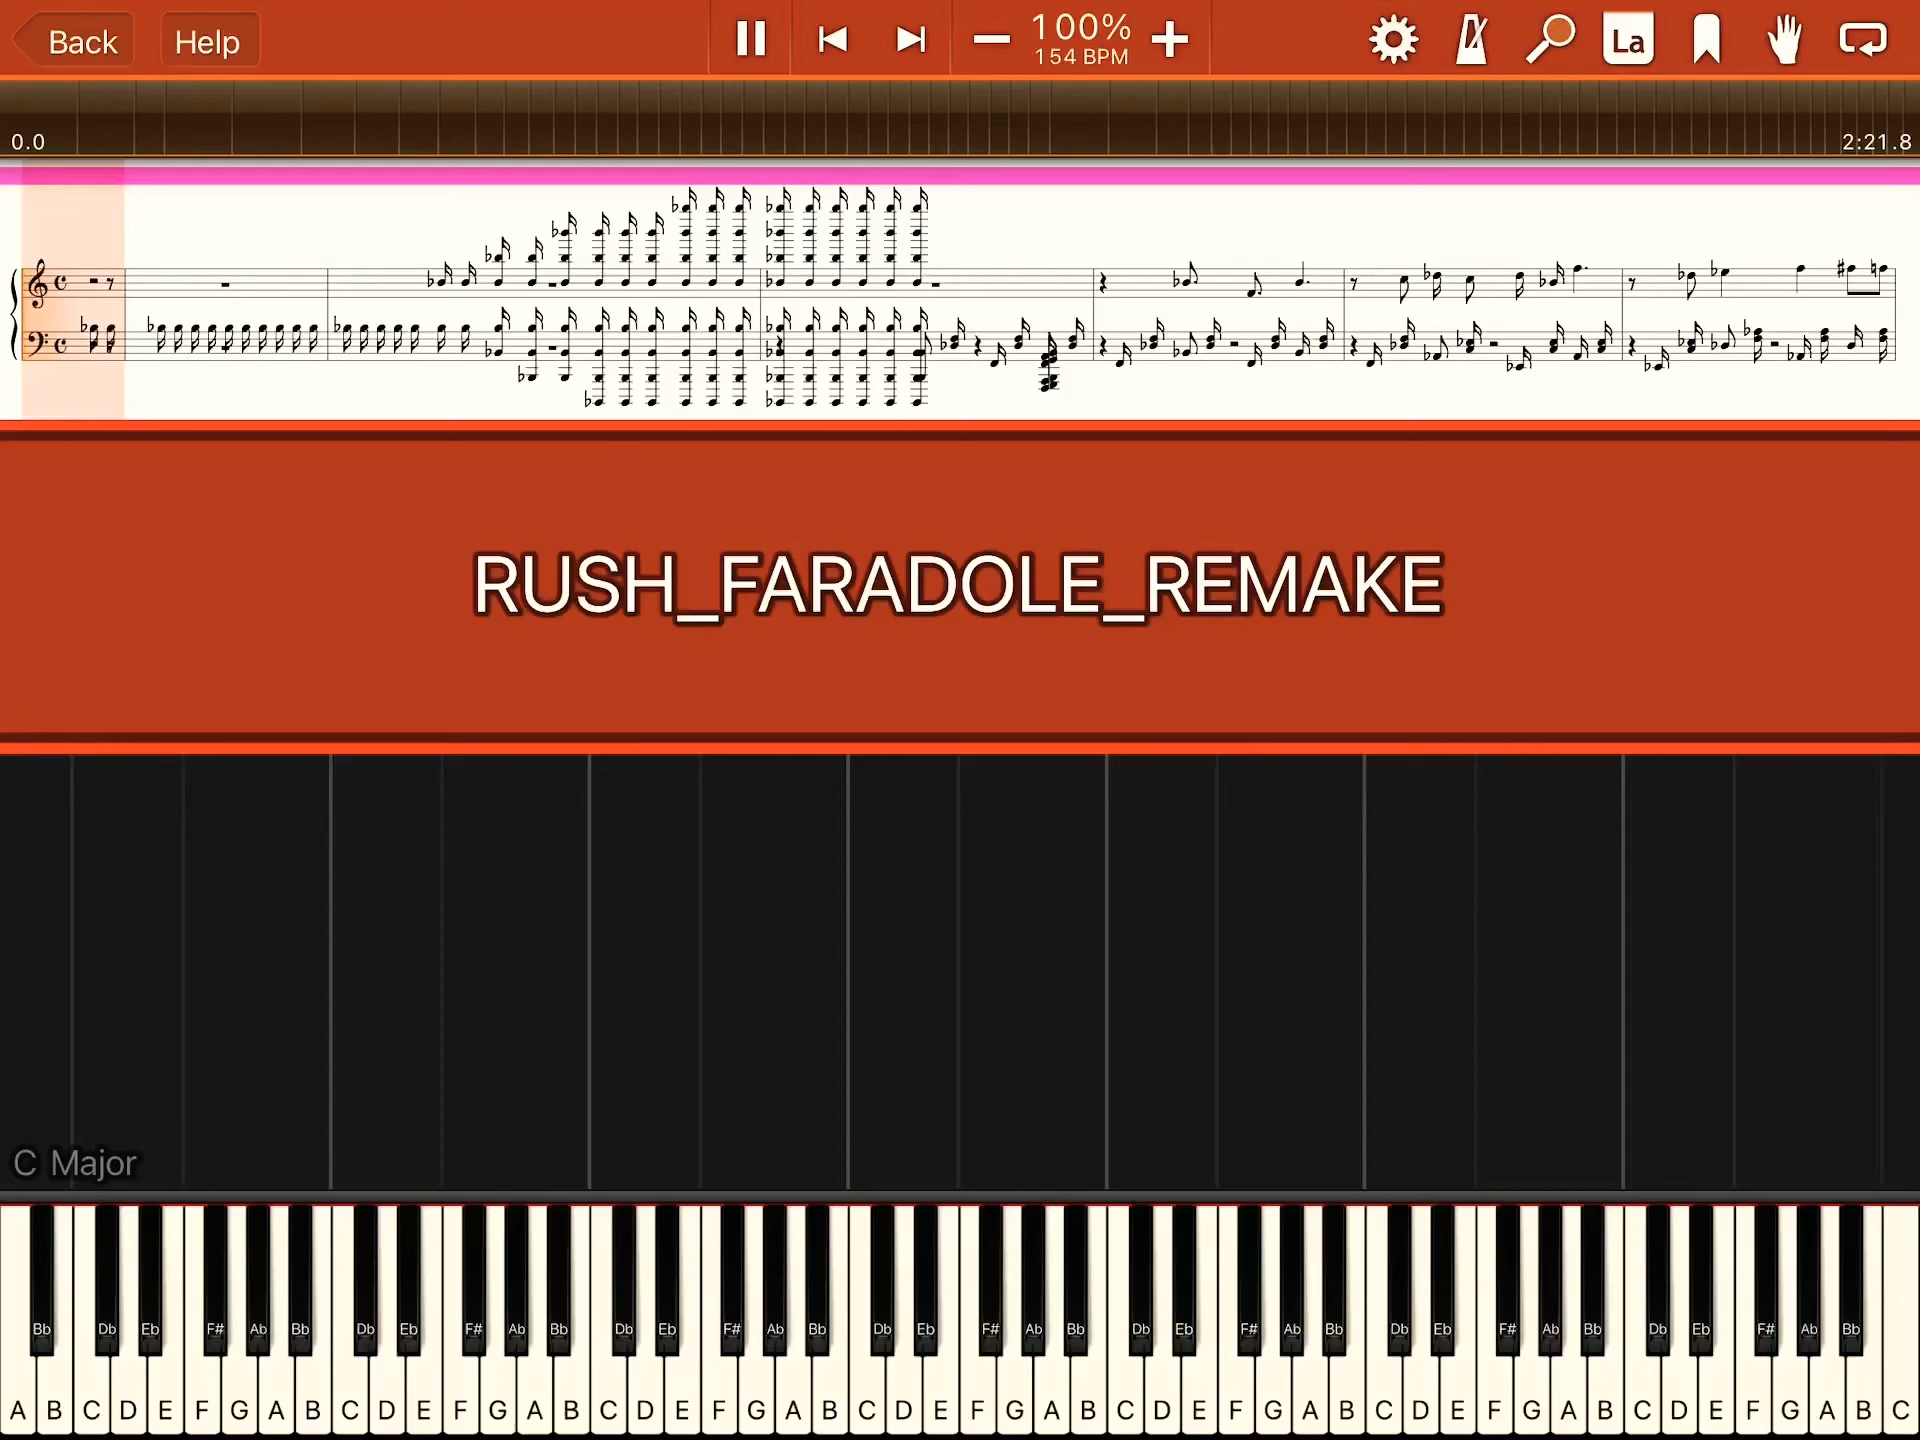 Back Help 100% La
154 BPM
0.0 2:21.8
RUSH_FARADOLE_REMAKE
C Major
Bb Db Eb F# Ab Bb Db Eb F# Ab Bb Db Eb F# Ab Bb Db Eb F# Ab Bb Db Eb F# Ab Bb Db Eb F# Ab Bb Db Eb F# Ab Bb
A B C D E F G A B C D E F G A B C D E F G A B C D E F G A B C D E F G A B C D E F G A B C D E F G A B C